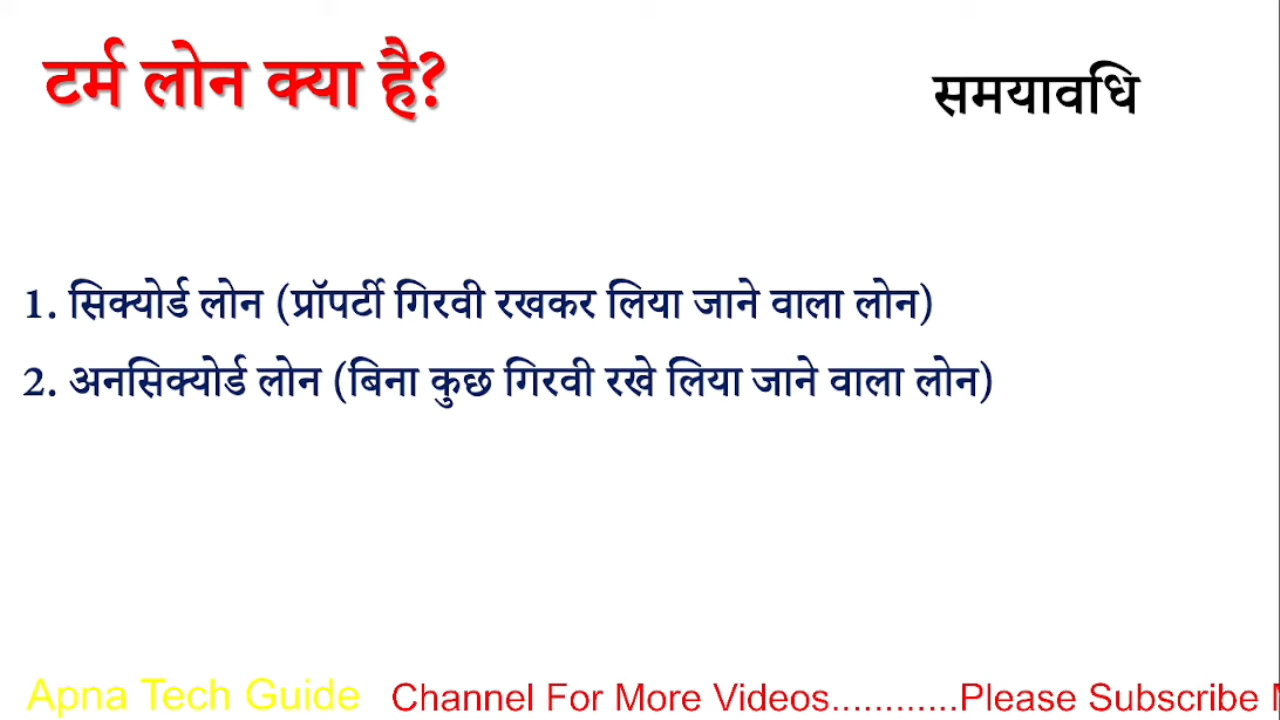 टर्म लोन क्या है?
समयावधि
1. सिक्योर्ड लोन (प्रॉपर्टी गिरवी रखकर लिया जाने वाला लोन)
2. अनसिक्योर्ड लोन (बिना कुछ गिरवी रखे लिया जाने वाला लोन)
Apna Tech Guide Channel For More Videos............Please Subscribe